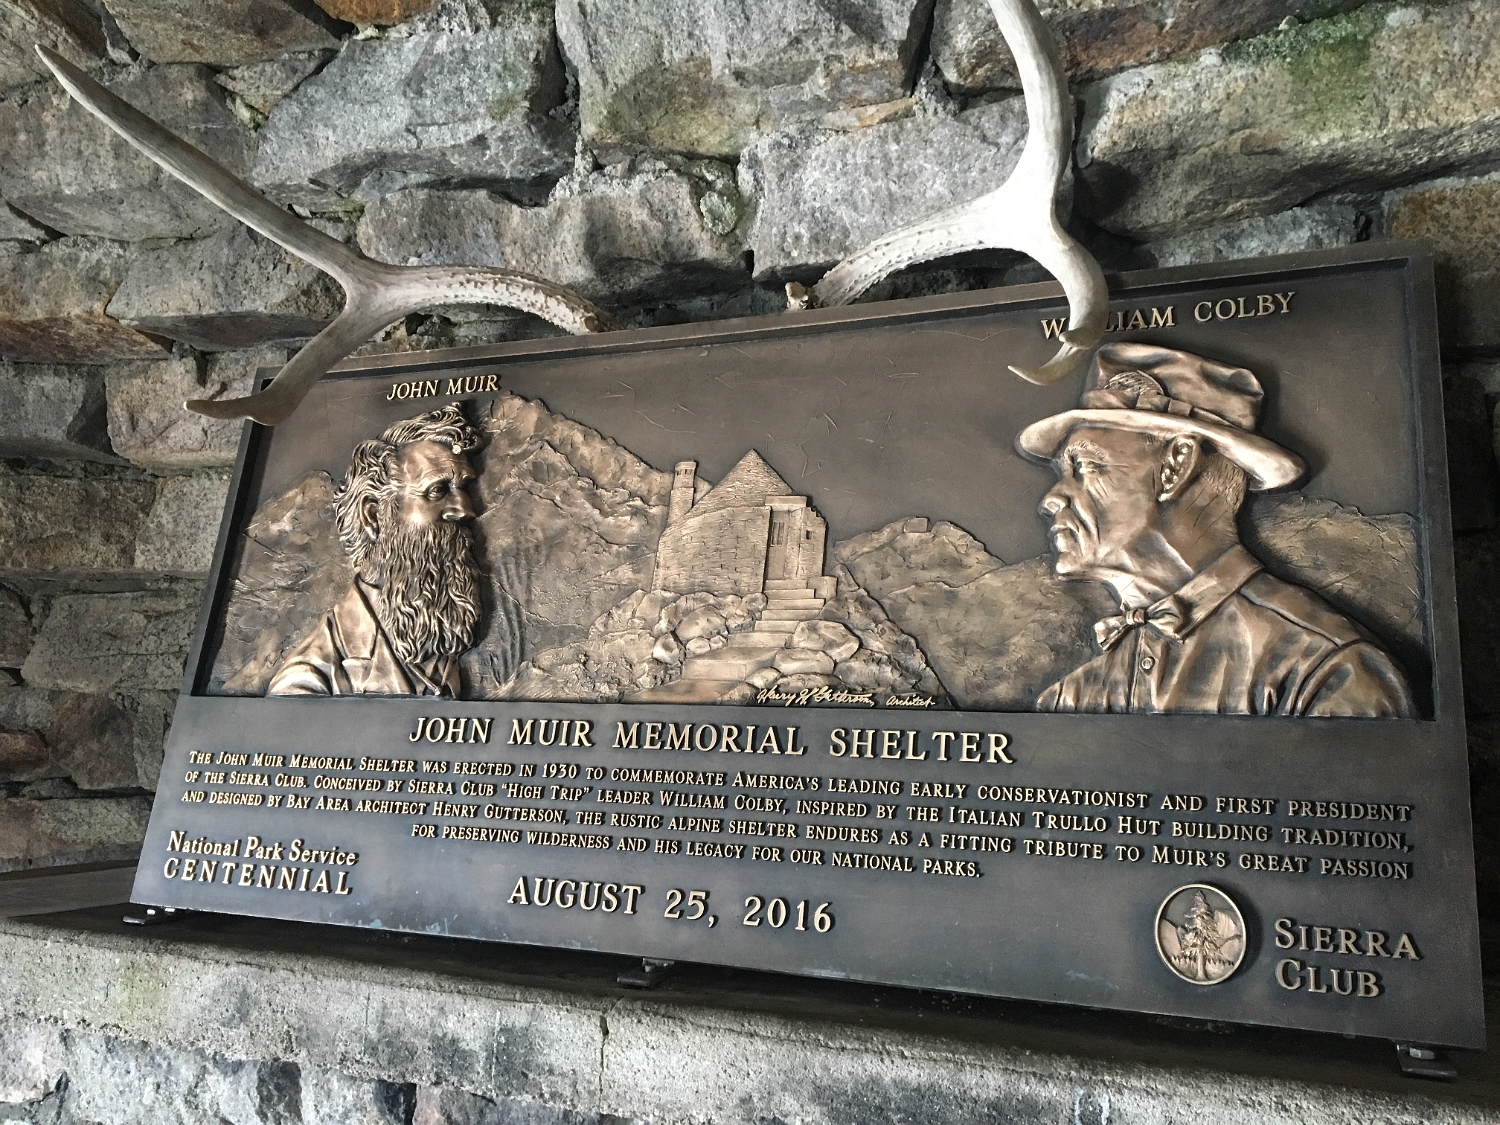 JOHN MUIR
WILLIAM COLBY
Henry H. Gutterson, Architect
JOHN MUIR MEMORIAL SHELTER
THE JOHN MUIR MEMORIAL SHELTER WAS ERECTED IN 1930 TO COMMEMORATE AMERICA'S LEADING EARLY CONSERVATIONIST AND FIRST PRESIDENT
OF THE SIERRA CLUB. CONCEIVED BY SIERRA CLUB "HIGH TRIP" LEADER WILLIAM COLBY, INSPIRED BY THE ITALIAN TRULLO HUT BUILDING TRADITION,
AND DESIGNED BY BAY AREA ARCHITECT HENRY GUTTERSON, THE RUSTIC ALPINE SHELTER ENDURES AS A FITTING TRIBUTE TO MUIR'S GREAT PASSION
FOR PRESERVING WILDERNESS AND HIS LEGACY FOR OUR NATIONAL PARKS.
National Park Service
CENTENNIAL
AUGUST 25, 2016
SIERRA
CLUB